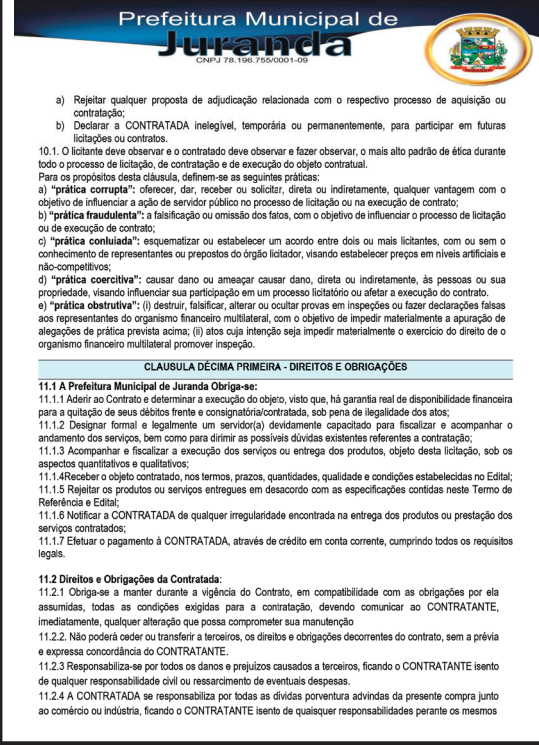 Prefeitura Municipal de
Juranda
CNPJ 78.196.755/0001-09
a) Rejeitar qualquer proposta de adjudicação relacionada com o respectivo processo de aquisição ou
contratação;
b) Declarar a CONTRATADA inelegível, temporária ou permanentemente, para participar em futuras
licitações ou contratos.
10.1. O licitante deve observar e o contratado deve observar e fazer observar, o mais alto padrão de ética durante
todo o processo de licitação, de contratação e de execução do objeto contratual.
Para os propósitos desta cláusula, definem-se as seguintes práticas:
a) “prática corrupta”: oferecer, dar, receber ou solicitar, direta ou indiretamente, qualquer vantagem com o
objetivo de influenciar a ação de servidor público no processo de licitação ou na execução de contrato;
b) “prática fraudulenta”: a falsificação ou omissão dos fatos, com o objetivo de influenciar o processo de licitação
ou de execução de contrato;
c) “prática conluiada”: esquematizar ou estabelecer um acordo entre dois ou mais licitantes, com ou sem o
conhecimento de representantes ou prepostos do órgão licitador, visando estabelecer preços em níveis artificiais e
não-competitivos;
d) “prática coercitiva”: causar dano ou ameaçar causar dano, direta ou indiretamente, às pessoas ou sua
propriedade, visando influenciar sua participação em um processo licitatório ou afetar a execução do contrato.
e) “prática obstrutiva”: (i) destruir, falsificar, alterar ou ocultar provas em inspeções ou fazer declarações falsas
aos representantes do organismo financeiro multilateral, com o objetivo de impedir materialmente a apuração de
alegações de prática prevista acima; (ii) atos cuja intenção seja impedir materialmente o exercício do direito de o
organismo financeiro multilateral promover inspeção.
CLAUSULA DÉCIMA PRIMEIRA - DIREITOS E OBRIGAÇÕES
11.1 A Prefeitura Municipal de Juranda Obriga-se:
11.1.1 Aderir ao Contrato e determinar a execução do objeto, visto que, há garantia real de disponibilidade financeira
para a quitação de seus débitos frente e consignatória/contratada, sob pena de ilegalidade dos atos;
11.1.2 Designar formal e legalmente um servidor(a) devidamente capacitado para fiscalizar e acompanhar o
andamento dos serviços, bem como para dirimir as possíveis dúvidas existentes referentes a contratação;
11.1.3 Acompanhar e fiscalizar a execução dos serviços ou entrega dos produtos, objeto desta licitação, sob os
aspectos quantitativos e qualitativos;
11.1.4Receber o objeto contratado, nos termos, prazos, quantidades, qualidade e condições estabelecidas no Edital;
11.1.5 Rejeitar os produtos ou serviços entregues em desacordo com as especificações contidas neste Termo de
Referência e Edital;
11.1.6 Notificar a CONTRATADA de qualquer irregularidade encontrada na entrega dos produtos ou prestação dos
serviços contratados;
11.1.7 Efetuar o pagamento à CONTRATADA, através de crédito em conta corrente, cumprindo todos os requisitos
legais.
11.2 Direitos e Obrigações da Contratada:
11.2.1 Obriga-se a manter durante a vigência do Contrato, em compatibilidade com as obrigações por ela
assumidas, todas as condições exigidas para a contratação, devendo comunicar ao CONTRATANTE,
imediatamente, qualquer alteração que possa comprometer sua manutenção
11.2.2. Não poderá ceder ou transferir a terceiros, os direitos e obrigações decorrentes do contrato, sem a prévia
e expressa concordância do CONTRATANTE.
11.2.3 Responsabiliza-se por todos os danos e prejuízos causados a terceiros, ficando o CONTRATANTE isento
de qualquer responsabilidade civil ou ressarcimento de eventuais despesas.
11.2.4 A CONTRATADA se responsabiliza por todas as dívidas porventura advindas da presente compra junto
ao comércio ou indústria, ficando o CONTRATANTE isento de quaisquer responsabilidades perante os mesmos